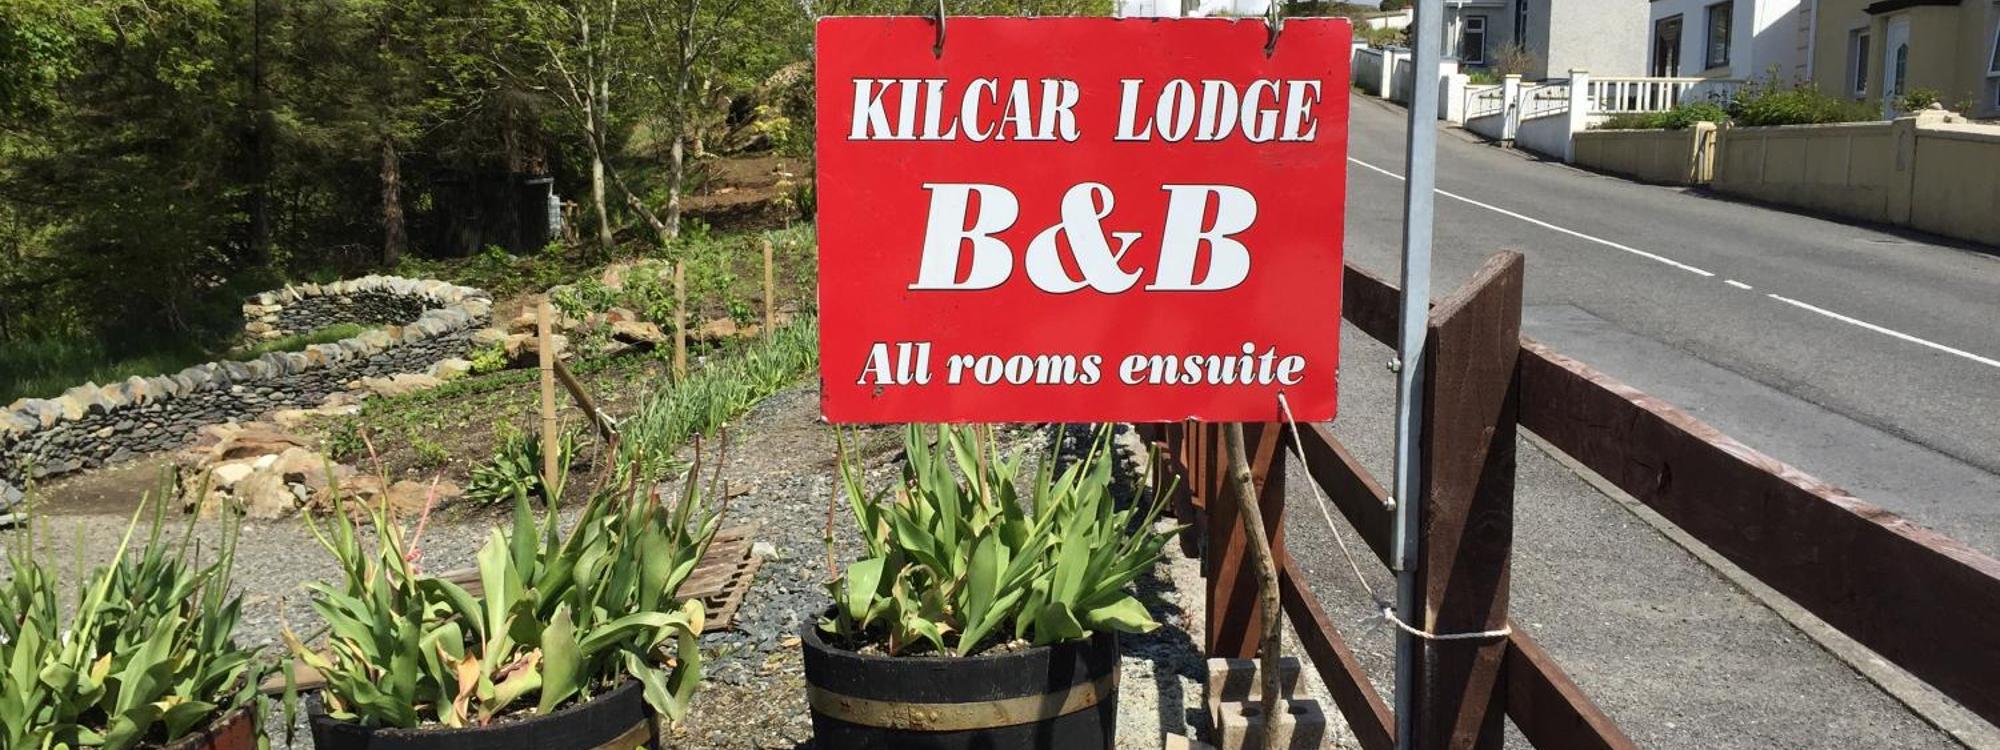 KILCAR LODGE
B&B
All rooms ensuite